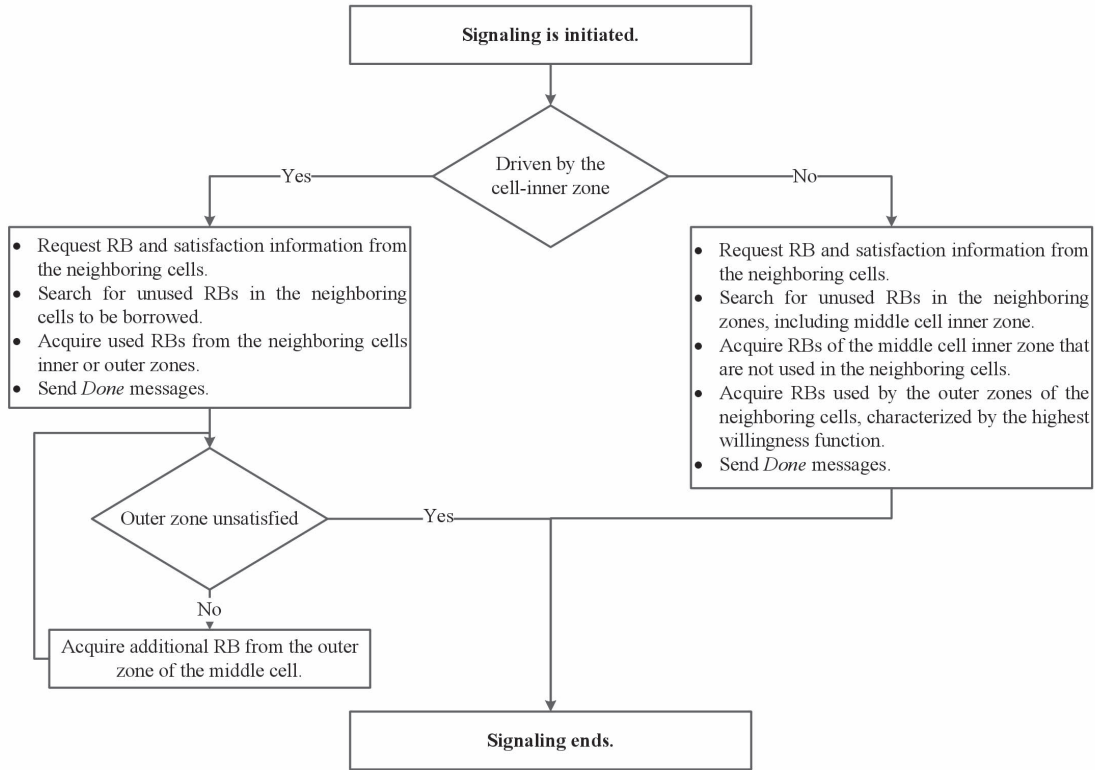 Signaling is initiated.
Driven by the
cell-inner zone
Yes
No
• Request RB and satisfaction information from
the neighboring cells.
• Search for unused RBs in the neighboring
cells to be borrowed.
• Acquire used RBs from the neighboring cells
inner or outer zones.
• Send Done messages.
• Request RB and satisfaction information from
the neighboring cells.
• Search for unused RBs in the neighboring
zones, including middle cell inner zone.
• Acquire RBs of the middle cell inner zone that
are not used in the neighboring cells.
• Acquire RBs used by the outer zones of the
neighboring cells, characterized by the highest
willingness function.
• Send Done messages.
Outer zone unsatisfied
Yes
No
Acquire additional RB from the outer
zone of the middle cell.
Signaling ends.